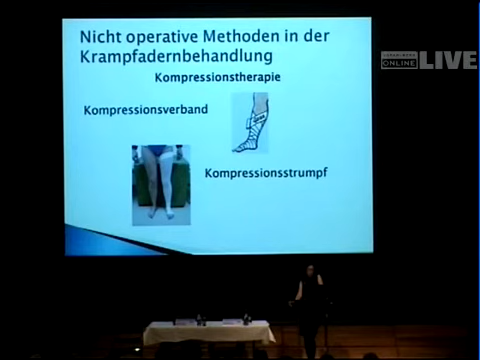 Nicht operative Methoden in der
Krampfadernbehandlung
Kompressionstherapie
Kompressionsverband
Kompressionsstrumpf
ONLINE
LIVE